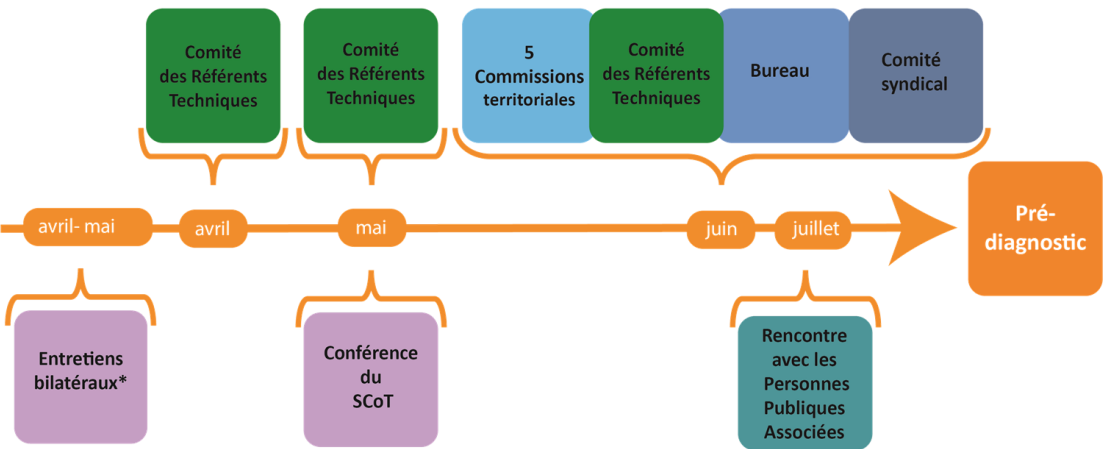 Comité
des Référents
Techniques
Comité
des Référents
Techniques
5
Commissions
territoriales
Comité
des Référents
Techniques
Bureau
Comité
syndical
avril- mai
avril
mai
juin
juillet
Pré-
diagnostic
Entretiens
bilatéraux*
Conférence
du
SCoT
Rencontre
avec les
Personnes
Publiques
Associées